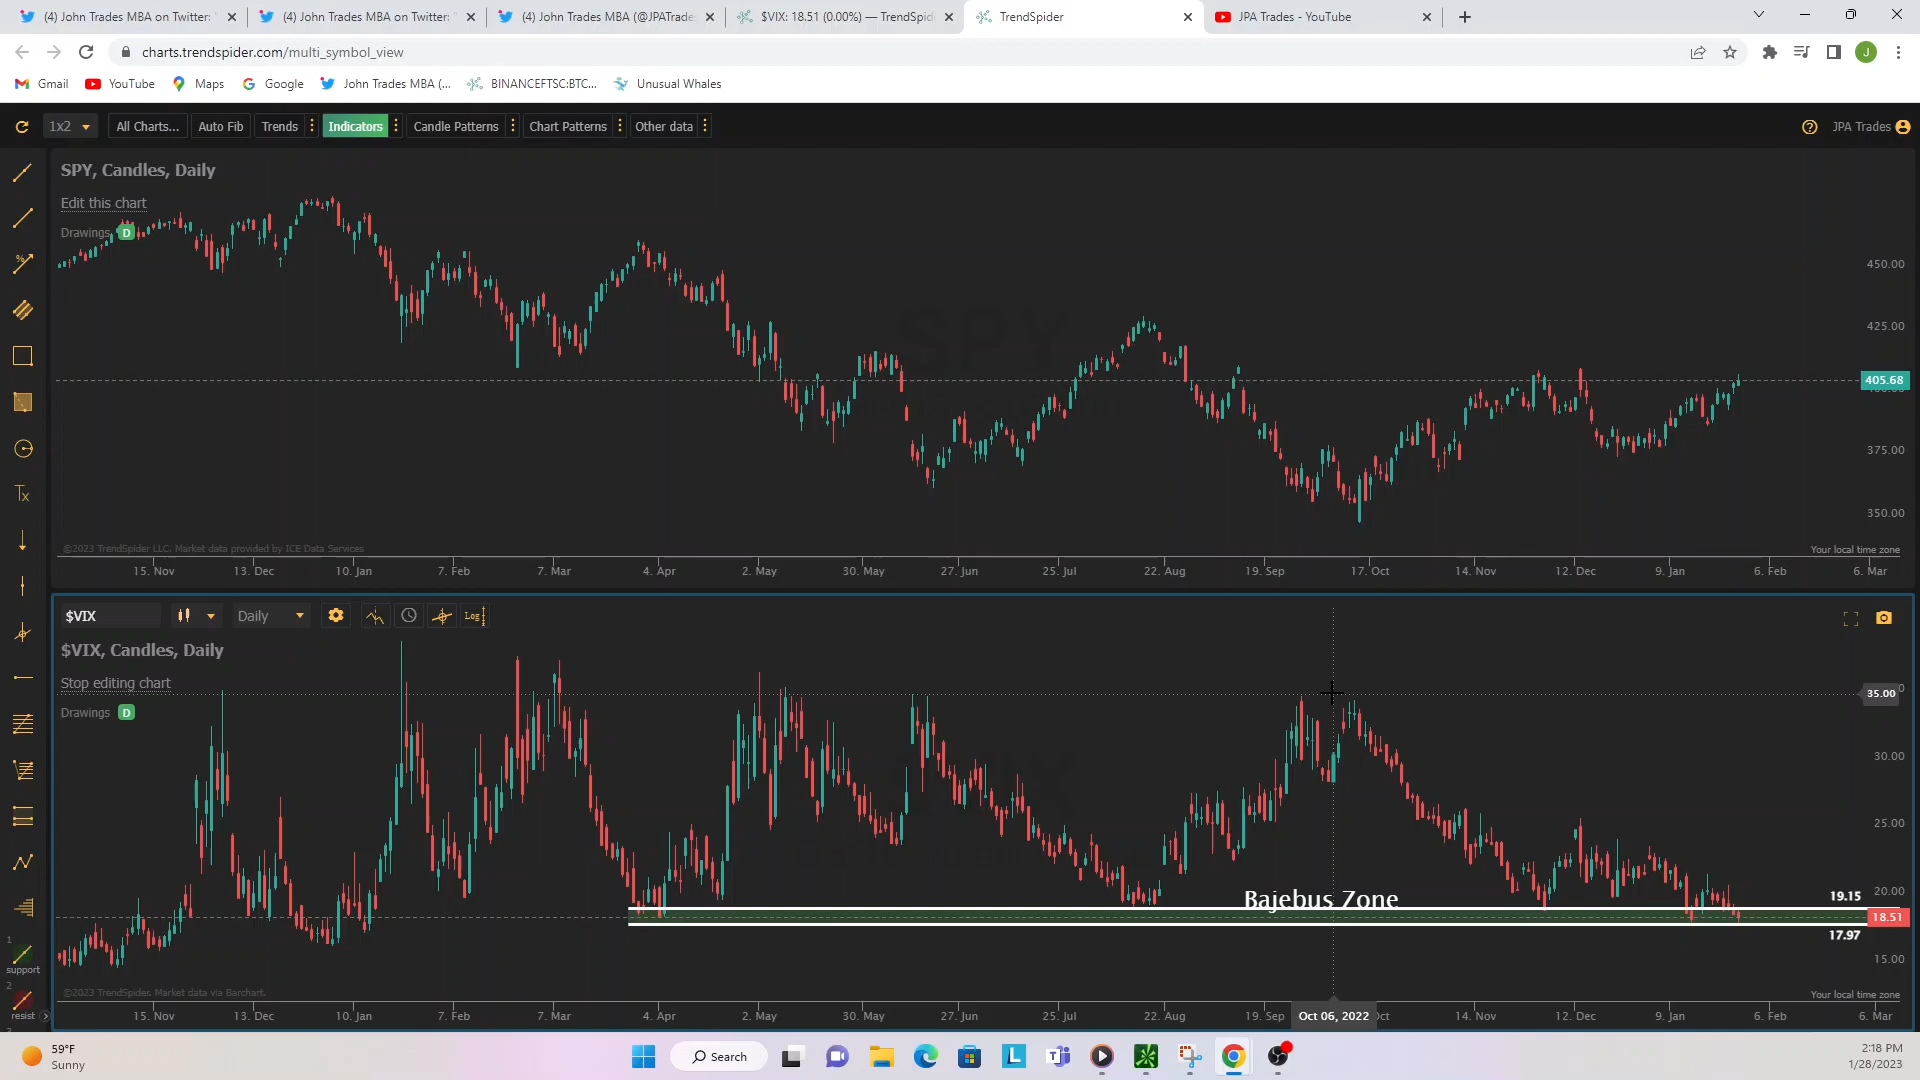 (4) John Trades MBA on Twitter: "
(4) John Trades MBA on Twitter: "
(4) John Trades MBA (@JPATrade
$VIX: 18.51 (0.00%) — TrendSpid
TrendSpider
JPA Trades - YouTube
charts.trendspider.com/multi_symbol_view
J
Gmail
YouTube
Maps
Google
John Trades MBA (...
BINANCEFTSC:BTC...
Unusual Whales
1x2
All Charts...
Auto Fib
Trends
Indicators
Candle Patterns
Chart Patterns
Other data
JPA Trades
SPY, Candles, Daily
Edit this chart
Drawings D
450.00
425.00
405.68
375.00
350.00
©2023 TrendSpider LLC. Market data provided by ICE Data Services
Your local time zone
15. Nov
13. Dec
10. Jan
7. Feb
7. Mar
4. Apr
2. May
30. May
27. Jun
25. Jul
22. Aug
19. Sep
17. Oct
14. Nov
12. Dec
9. Jan
6. Feb
6. Mar
$VIX
Daily
Log
$VIX, Candles, Daily
Stop editing chart
Drawings D
35.00
30.00
25.00
20.00
Bajebus Zone
19.15
18.51
17.97
15.00
©2023 TrendSpider. Market data via Barchart.
Your local time zone
15. Nov
13. Dec
10. Jan
7. Feb
7. Mar
4. Apr
2. May
30. May
27. Jun
25. Jul
22. Aug
19. Sep
Oct 06, 2022
14. Nov
12. Dec
9. Jan
6. Feb
6. Mar
Tx
1
support
2
resist
59°F
Sunny
Search
2:18 PM
1/28/2023